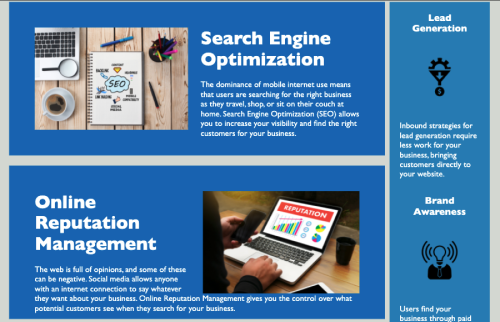 Search Engine
Optimization
The dominance of mobile internet use means
that users are searching for the right business
as they travel, shop, or sit on their couch at
home. Search Engine Optimization (SEO) allows
you to increase your visibility and find the right
customers for your business.
SEO
Online
Reputation
Management
The web is full of opinions, and some of these
can be negative. Social media allows anyone
with an internet connection to say whatever
they want about your business. Online Reputation Management gives you the control over what
potential customers see when they search for your business.
REPUTATION
Lead
Generation
Inbound strategies for
lead generation require
less work for your
business, bringing
customers directly to
your website.
Brand
Awareness
Users find your
business through paid